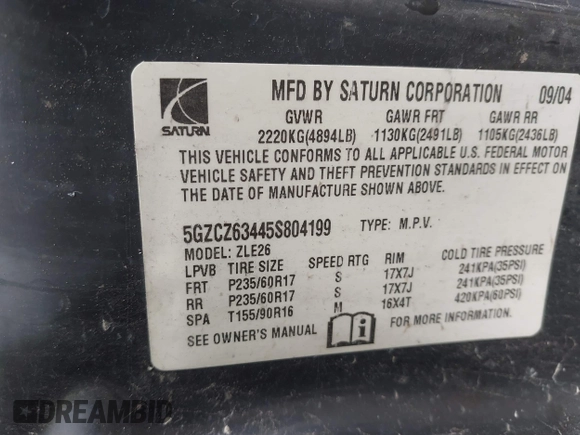 MFD BY SATURN CORPORATION 09/04
SATURN
GVWR GAWR FRT GAWR RR
2220KG(4894LB) 1130KG(2491LB) 1105KG(2436LB)
THIS VEHICLE CONFORMS TO ALL APPLICABLE U.S. FEDERAL MOTOR
VEHICLE SAFETY AND THEFT PREVENTION STANDARDS IN EFFECT ON
THE DATE OF MANUFACTURE SHOWN ABOVE.
5GZCZ63445S804199 TYPE: M.P.V.
MODEL: ZLE26
LPVB TIRE SIZE SPEED RTG RIM COLD TIRE PRESSURE
FRT P235/60R17 S 17X7J 241KPA(35PSI)
RR P235/60R17 S 17X7J 241KPA(35PSI)
SPA T155/90R16 M 16X4T 420KPA(60PSI)
SEE OWNER'S MANUAL FOR MORE INFORMATION
DREAMBID